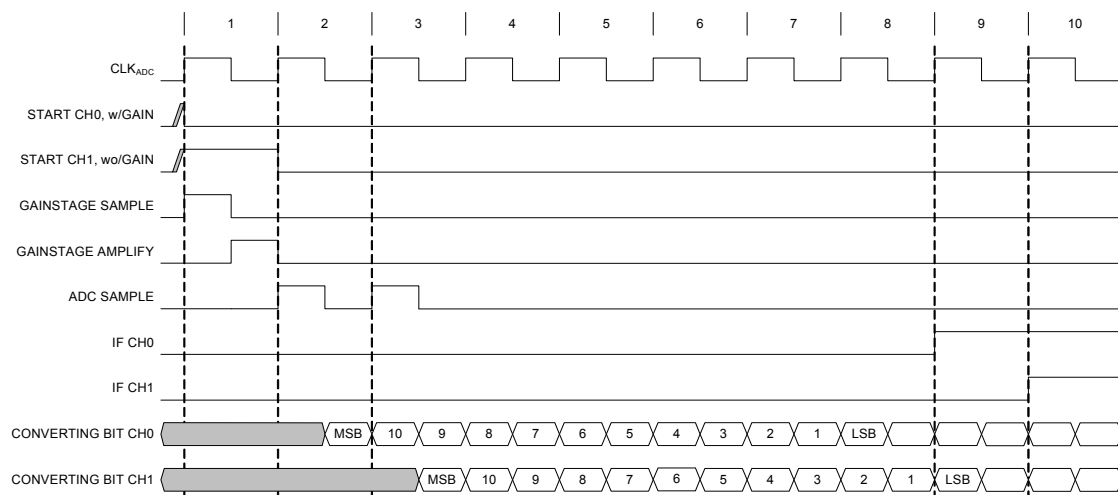 1 2 3 4 5 6 7 8 9 10
CLKADC
START CH0, w/GAIN
START CH1, wo/GAIN
GAINSTAGE SAMPLE
GAINSTAGE AMPLIFY
ADC SAMPLE
IF CH0
IF CH1
CONVERTING BIT CH0 MSB 10 9 8 7 6 5 4 3 2 1 LSB
CONVERTING BIT CH1 MSB 10 9 8 7 6 5 4 3 2 1 LSB